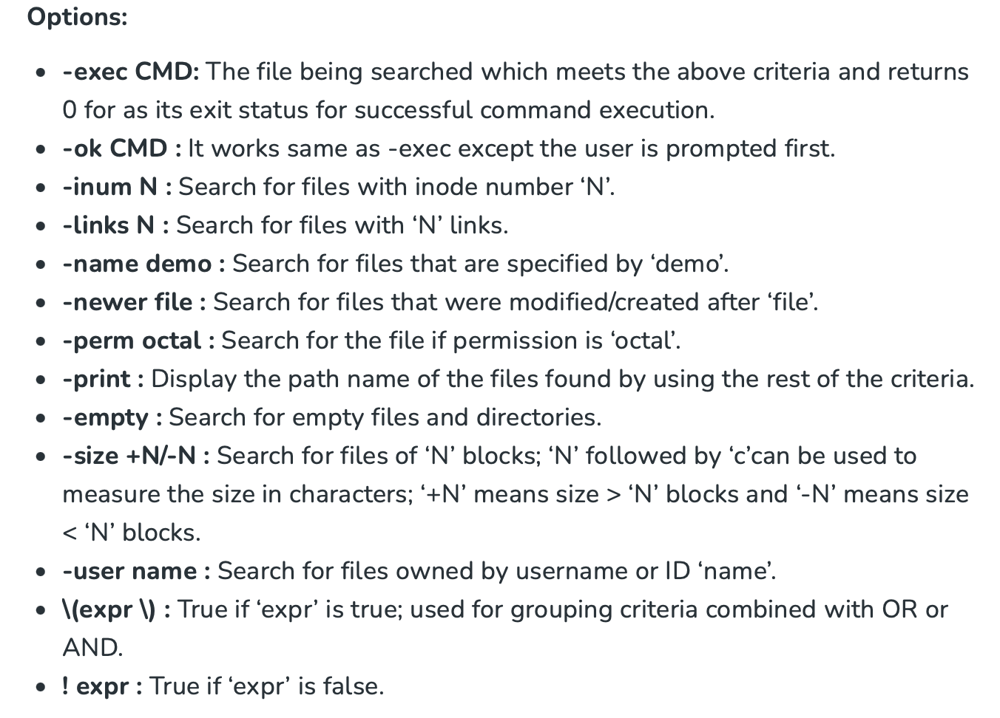 Options:
• -exec CMD: The file being searched which meets the above criteria and returns
0 for as its exit status for successful command execution.
• -ok CMD : It works same as -exec except the user is prompted first.
• -inum N : Search for files with inode number ‘N’.
• -links N : Search for files with ‘N’ links.
• -name demo : Search for files that are specified by ‘demo’.
• -newer file : Search for files that were modified/created after ‘file’.
• -perm octal : Search for the file if permission is ‘octal’.
• -print : Display the path name of the files found by using the rest of the criteria.
• -empty : Search for empty files and directories.
• -size +N/-N : Search for files of ‘N’ blocks; ‘N’ followed by ‘c’can be used to
measure the size in characters; ‘+N’ means size > ‘N’ blocks and ‘-N’ means size
< ‘N’ blocks.
• -user name : Search for files owned by username or ID ‘name’.
• \(expr \) : True if ‘expr’ is true; used for grouping criteria combined with OR or
AND.
• ! expr : True if ‘expr’ is false.